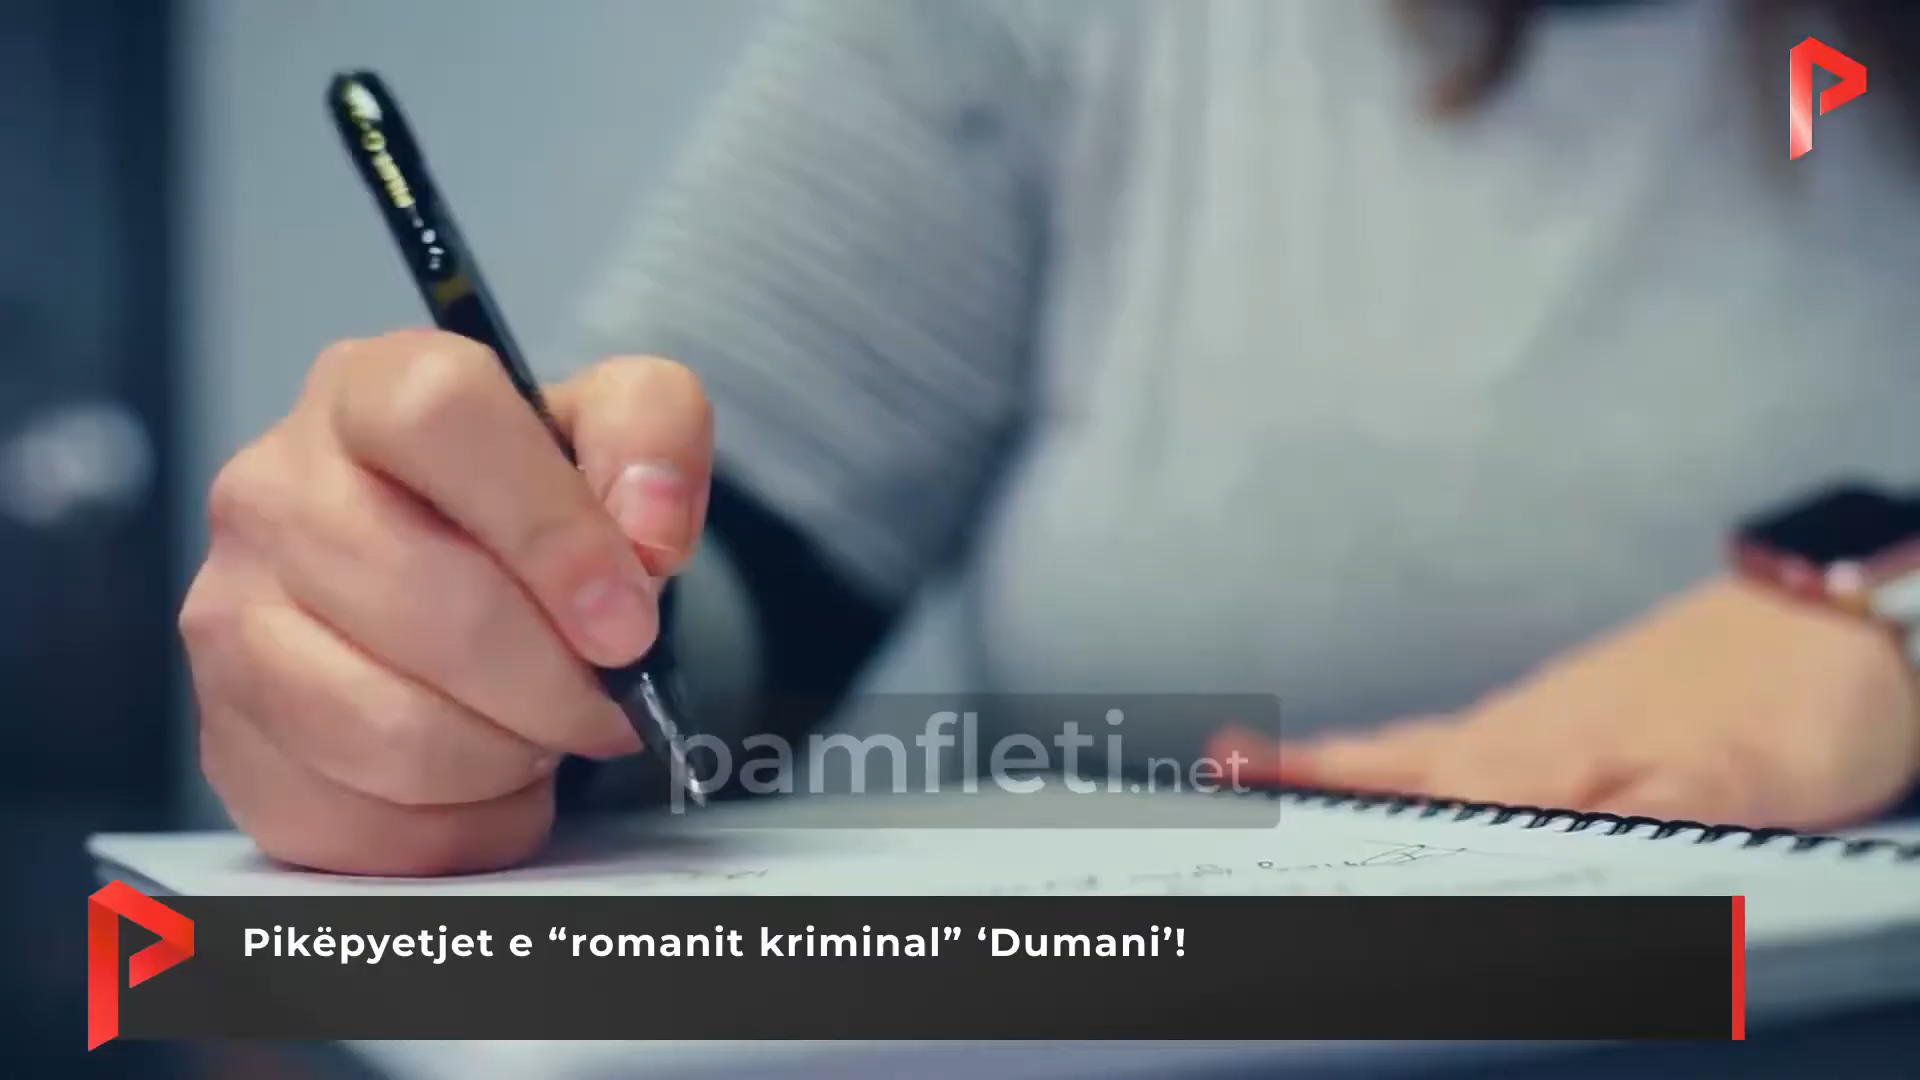 pamfleti.net
Pikëpyetjet e “romanit kriminal” ‘Dumani’!